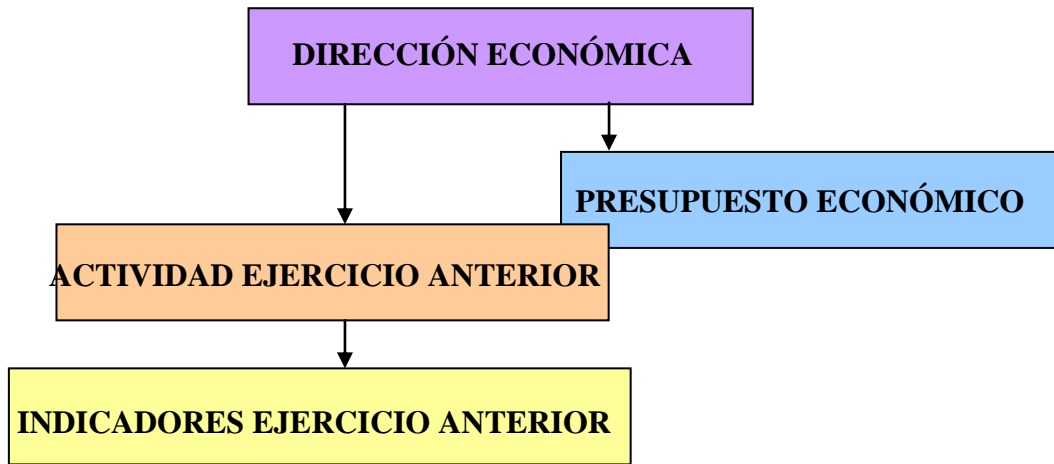 DIRECCIÓN ECONÓMICA
PRESUPUESTO ECONÓMICO
ACTIVIDAD EJERCICIO ANTERIOR
INDICADORES EJERCICIO ANTERIOR